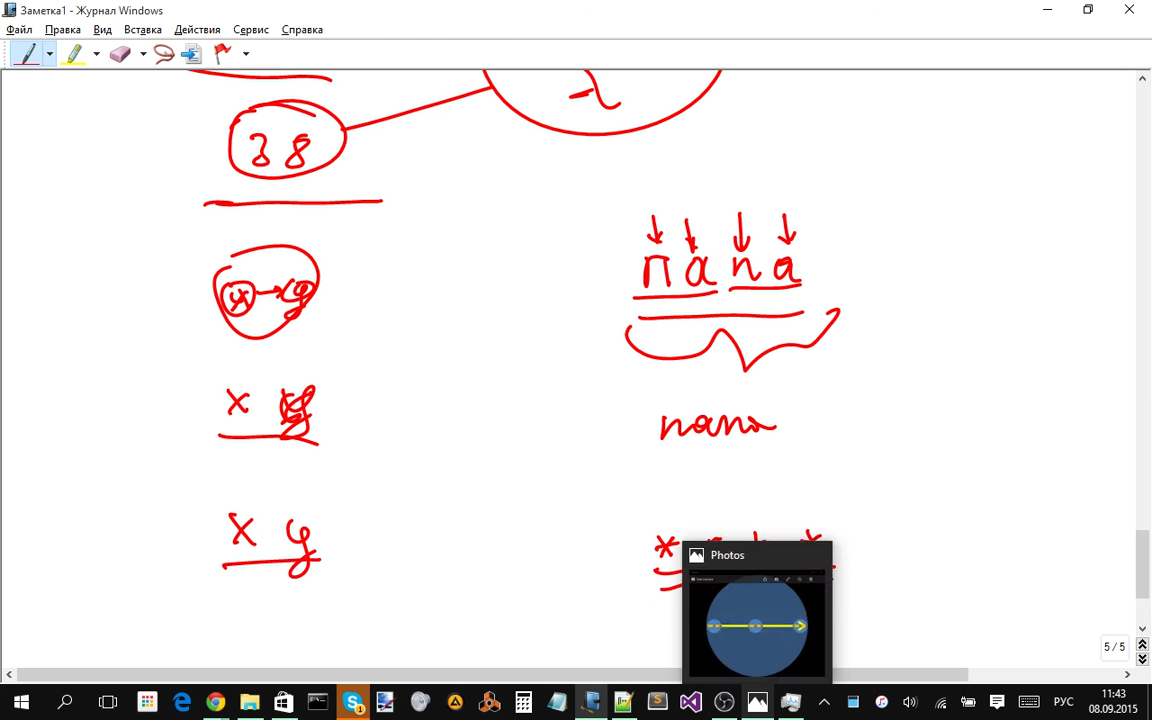 Заметка1 - Журнал Windows
Файл Правка Вид Вставка Действия Сервис Справка
38
папа
x
папа
x y
Photos
5 / 5
РУС
11:43
08.09.2015